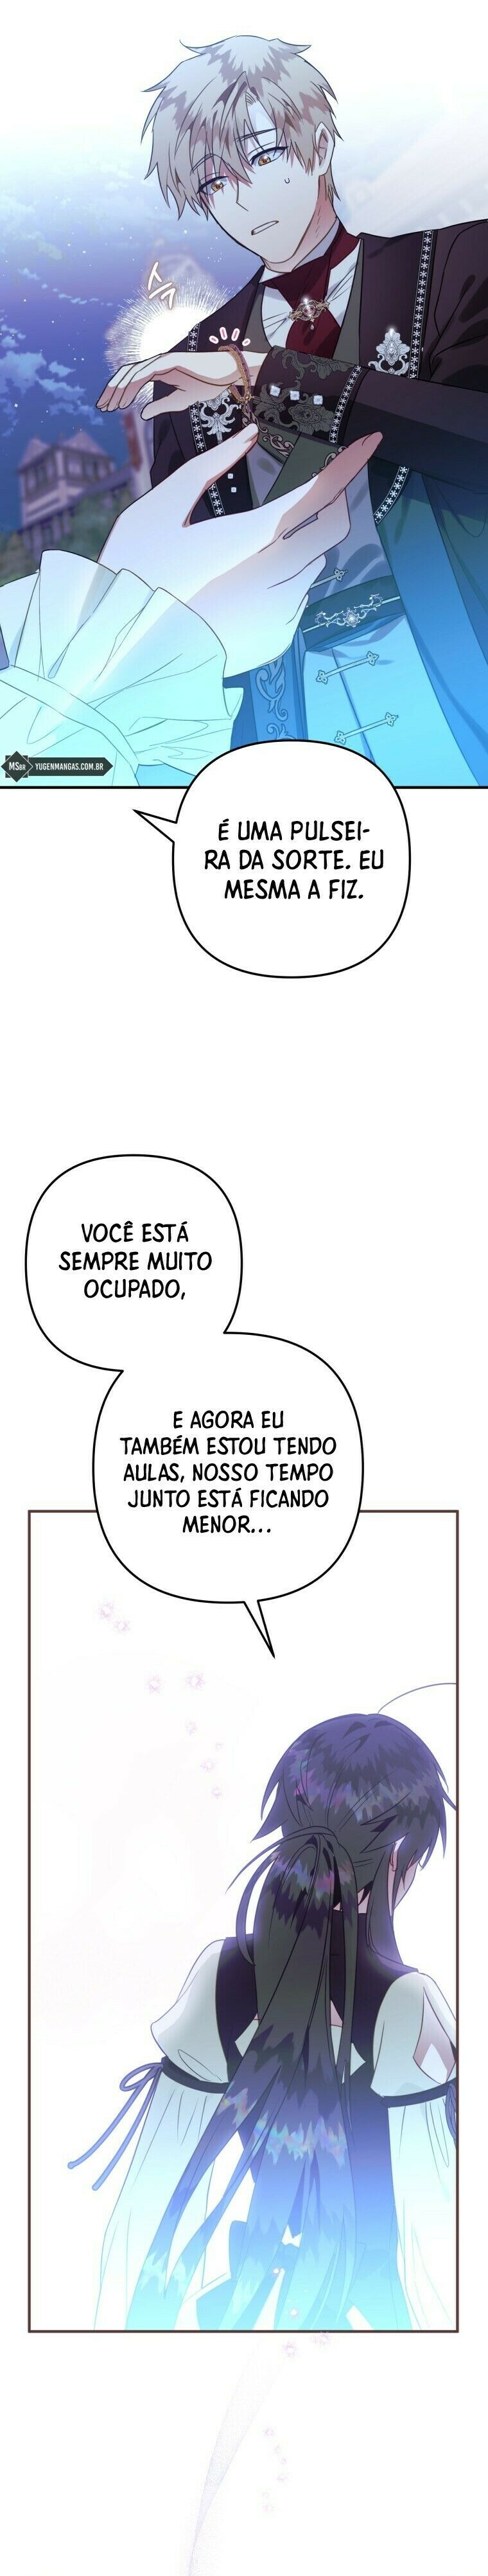 MSBR
YUGENMANGAS.COM.BR
É UMA PULSEI-
RA DA SORTE. EU
MESMA A FIZ.
VOCÊ ESTÁ
SEMPRE MUITO
OCUPADO,
E AGORA EU
TAMBÉM ESTOU TENDO
AULAS, NOSSO TEMPO
JUNTO ESTÁ FICANDO
MENOR...